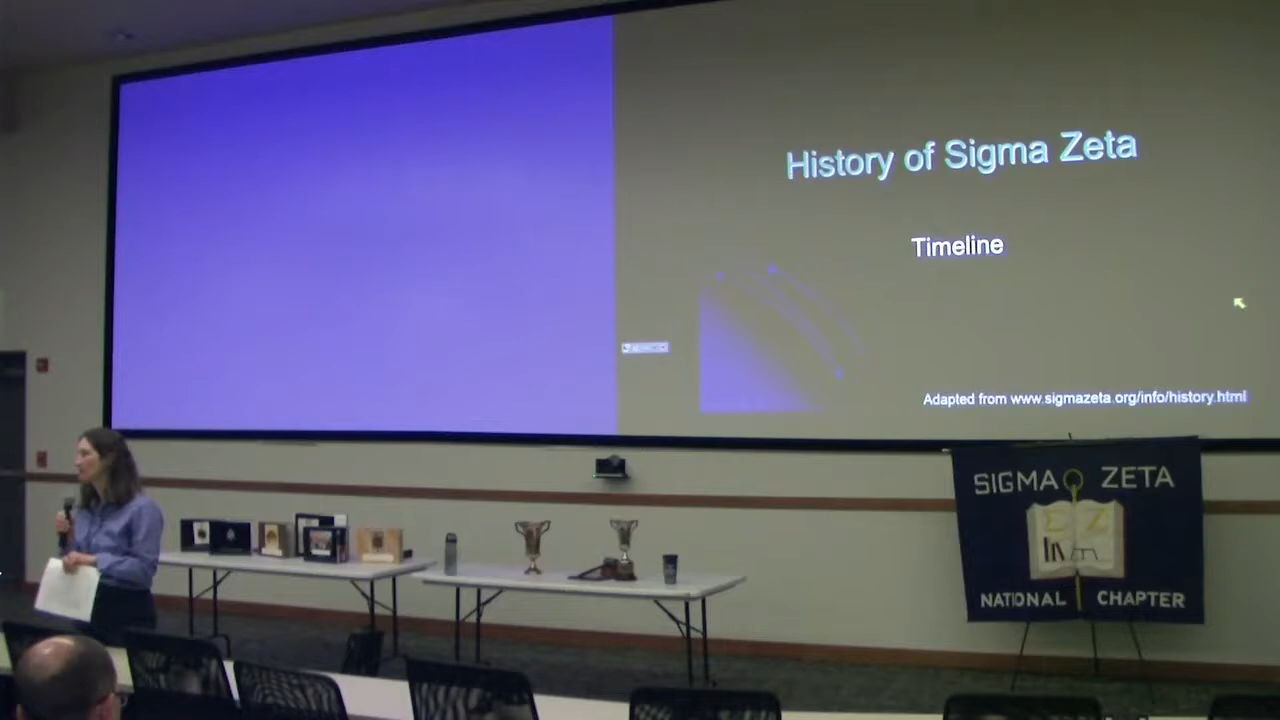 History of Sigma Zeta
Timeline
Adapted from www.sigmazeta.org/info/history.html
SIGMA ZETA
Σ Ζ
NATIONAL CHAPTER